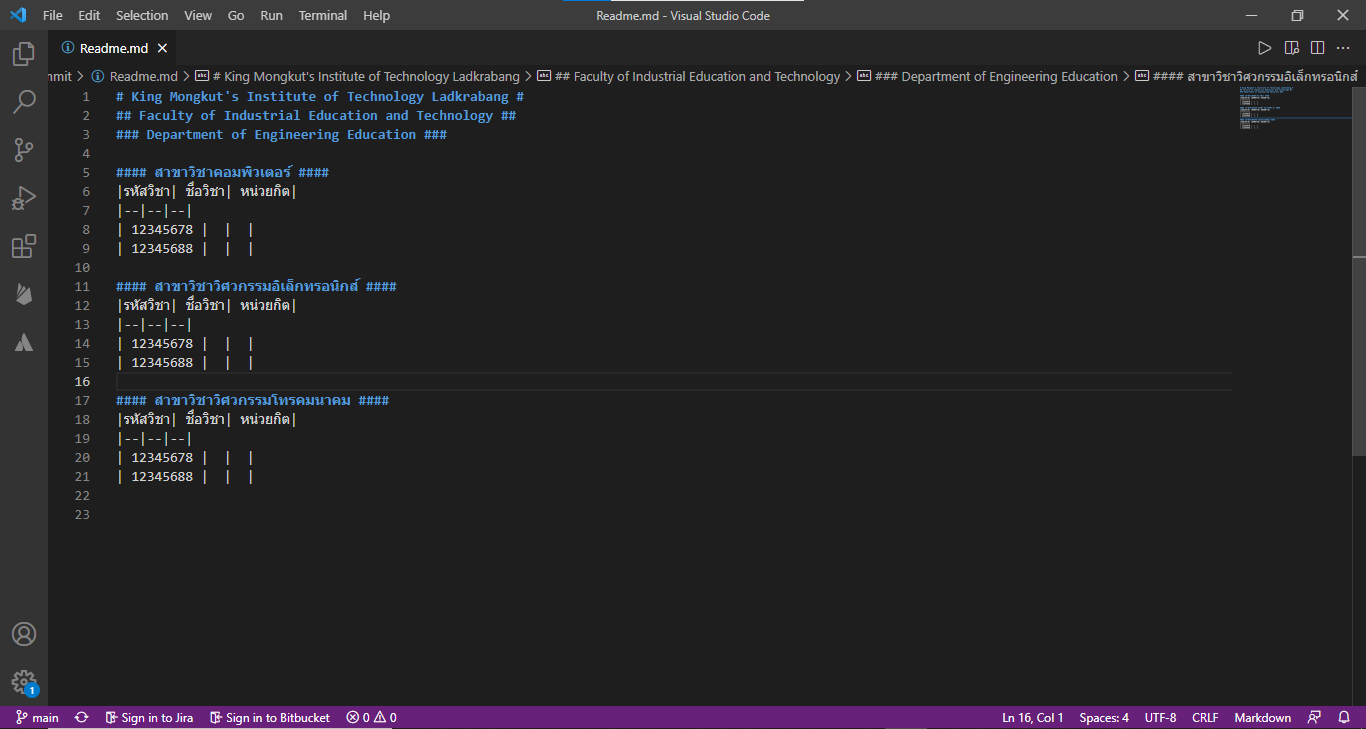 File Edit Selection View Go Run Terminal Help
Readme.md - Visual Studio Code
Readme.md
nmit > Readme.md > # King Mongkut's Institute of Technology Ladkrabang > ## Faculty of Industrial Education and Technology > ### Department of Engineering Education > #### สาขาวิชาวิศวกรรมอิเล็กทรอนิกส์
1 # King Mongkut's Institute of Technology Ladkrabang #
2 ## Faculty of Industrial Education and Technology ##
3 ### Department of Engineering Education ###
4
5 #### สาขาวิชาคอมพิวเตอร์ ####
6 |รหัสวิชา| ชื่อวิชา| หน่วยกิต|
7 |--|--|--|
8 | 12345678 |  |  |
9 | 12345688 |  |  |
10
11 #### สาขาวิชาวิศวกรรมอิเล็กทรอนิกส์ ####
12 |รหัสวิชา| ชื่อวิชา| หน่วยกิต|
13 |--|--|--|
14 | 12345678 |  |  |
15 | 12345688 |  |  |
16
17 #### สาขาวิชาวิศวกรรมโทรคมนาคม ####
18 |รหัสวิชา| ชื่อวิชา| หน่วยกิต|
19 |--|--|--|
20 | 12345678 |  |  |
21 | 12345688 |  |  |
22
23
1
main Sign in to Jira Sign in to Bitbucket 0 0 Ln 16, Col 1 Spaces: 4 UTF-8 CRLF Markdown